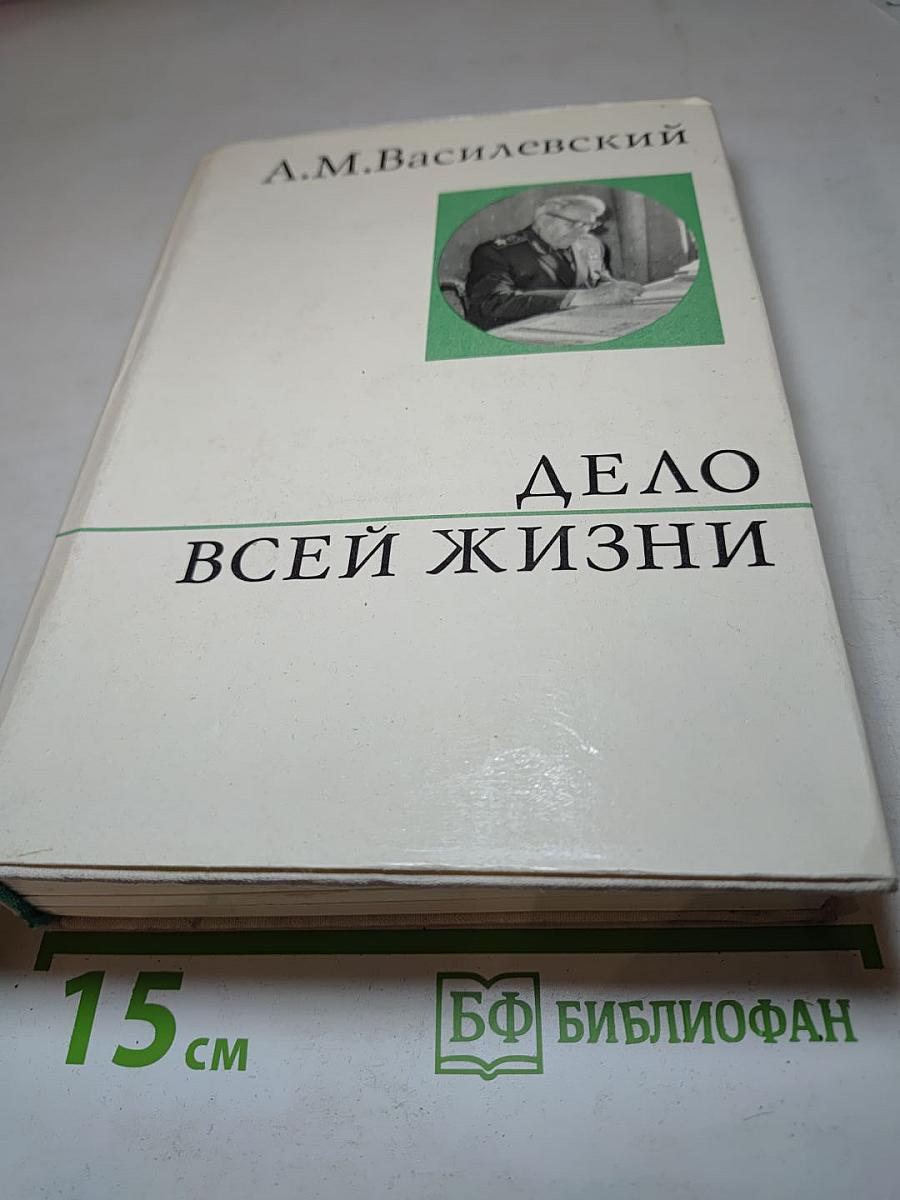 А.М.Василевский
ДЕЛО
ВСЕЙ ЖИЗНИ
15 см
БФ БИБЛИОФАН